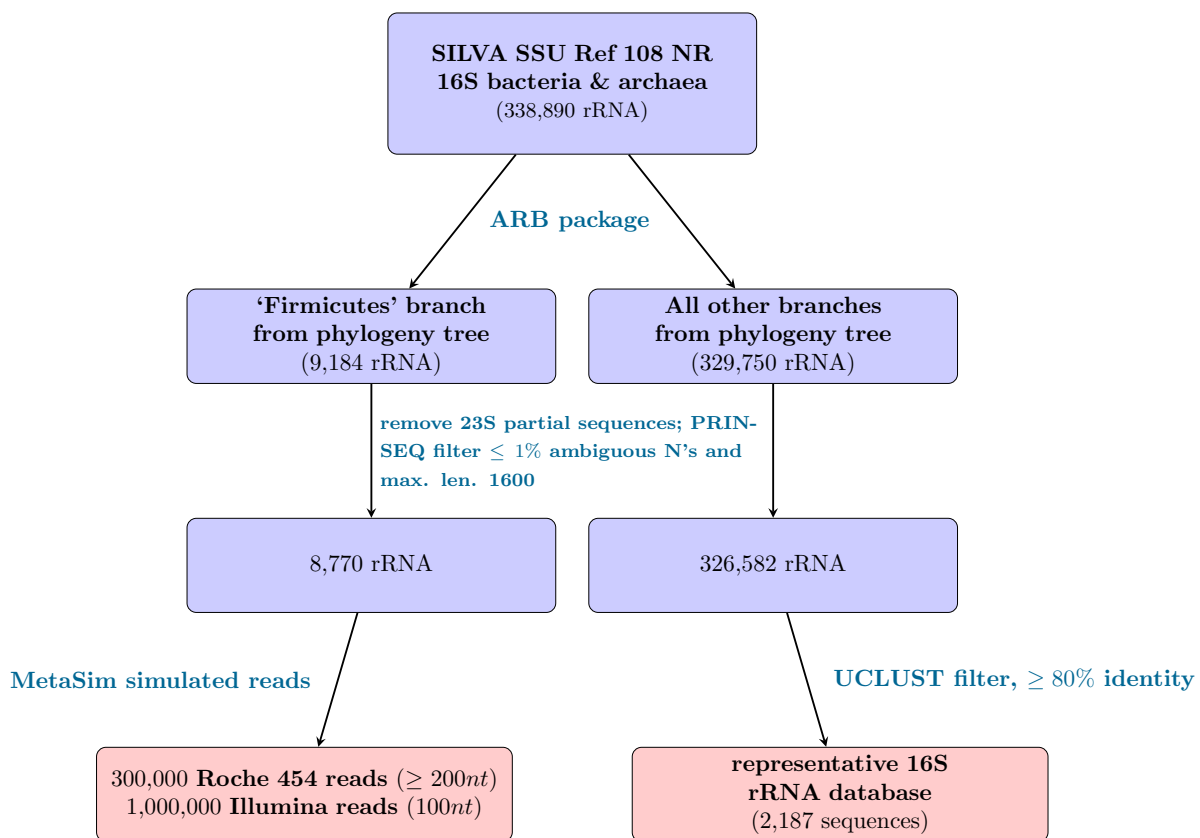 SILVA SSU Ref 108 NR
16S bacteria & archaea
(338,890 rRNA)
ARB package
‘Firmicutes’ branch
from phylogeny tree
(9,184 rRNA)
All other branches
from phylogeny tree
(329,750 rRNA)
remove 23S partial sequences; PRIN-
SEQ filter ≤ 1% ambiguous N's and
max. len. 1600
8,770 rRNA
326,582 rRNA
MetaSim simulated reads
UCLUST filter, ≥ 80% identity
300,000 Roche 454 reads (≥ 200nt)
1,000,000 Illumina reads (100nt)
representative 16S
rRNA database
(2,187 sequences)